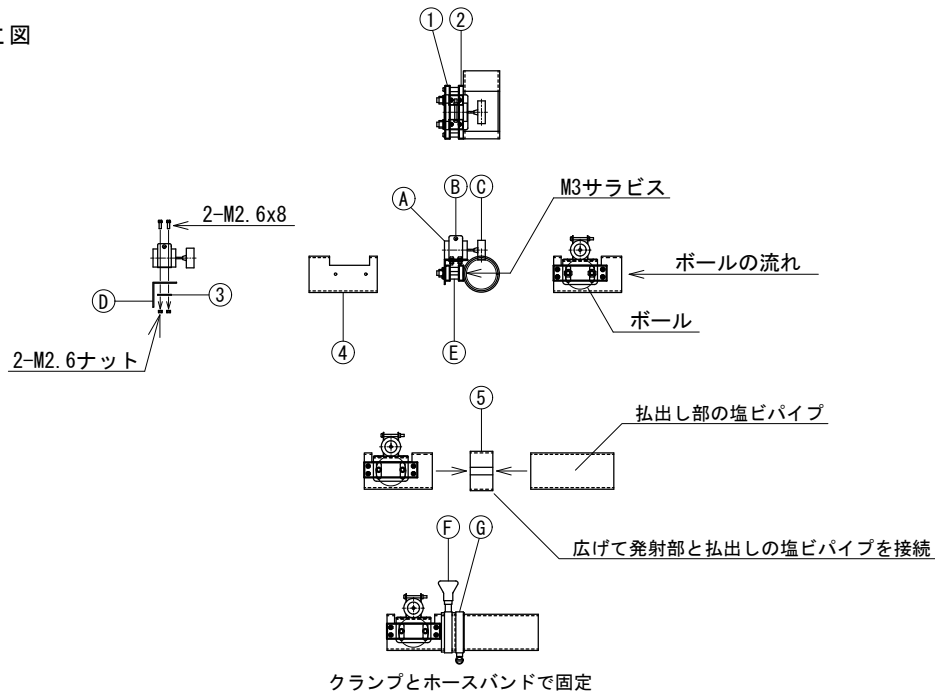 図
① ②
Ⓐ Ⓑ Ⓒ M3サラビス
2-M2.6x8
ボールの流れ
Ⓓ ③
ボール
2-M2.6ナット
④ Ⓔ
⑤
払出し部の塩ビパイプ
Ⓕ Ⓖ
広げて発射部と払出しの塩ビパイプを接続
クランプとホースバンドで固定